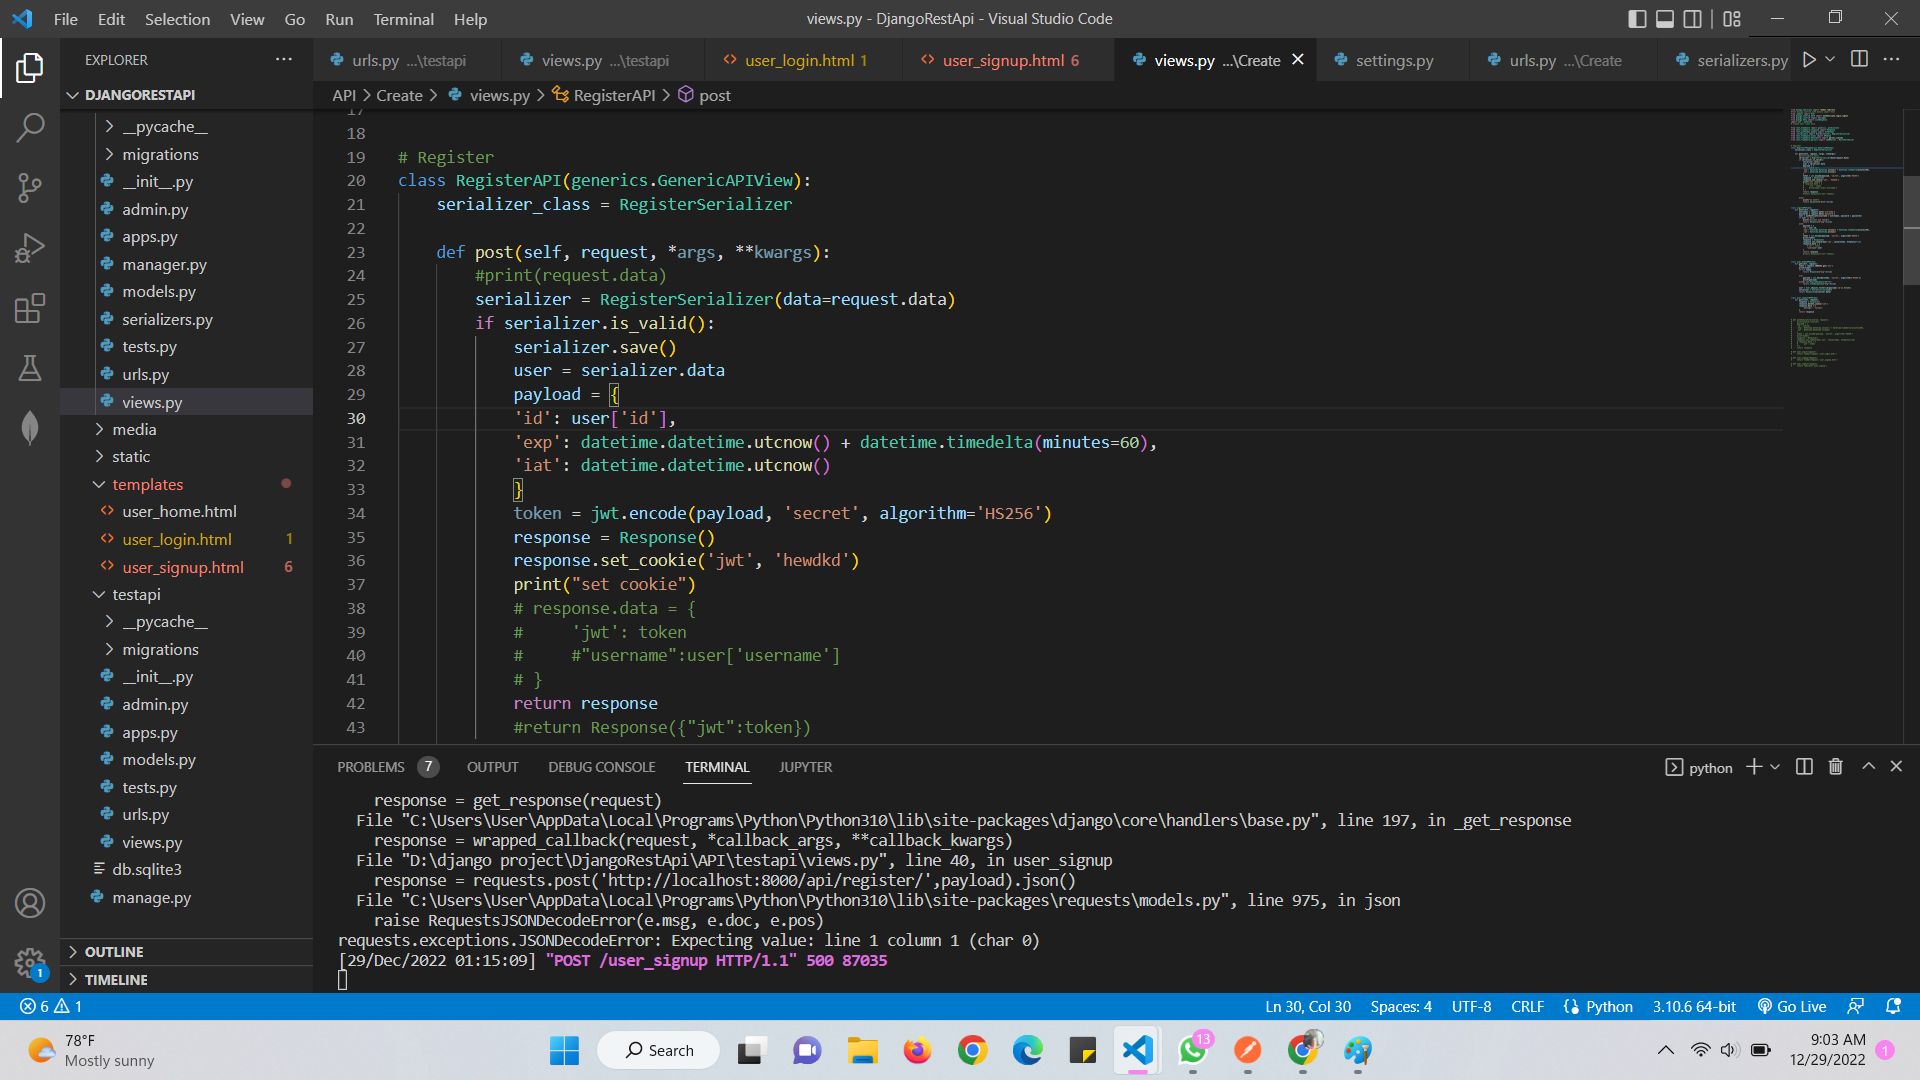 File Edit Selection View Go Run Terminal Help
views.py - DjangoRestApi - Visual Studio Code
EXPLORER
urls.py ...\testapi
views.py ...\testapi
user_login.html 1
user_signup.html 6
views.py ...\Create
settings.py
urls.py ...\Create
serializers.py
DJANGORESTAPI
API > Create > views.py > RegisterAPI > post
__pycache__
migrations
__init__.py
admin.py
apps.py
manager.py
models.py
serializers.py
tests.py
urls.py
views.py
media
static
templates
user_home.html
user_login.html 1
user_signup.html 6
testapi
__pycache__
migrations
__init__.py
admin.py
apps.py
models.py
tests.py
urls.py
views.py
db.sqlite3
manage.py
OUTLINE
TIMELINE
17
18
19 # Register
20 class RegisterAPI(generics.GenericAPIView):
21 serializer_class = RegisterSerializer
22
23 def post(self, request, *args, **kwargs):
24 #print(request.data)
25 serializer = RegisterSerializer(data=request.data)
26 if serializer.is_valid():
27 serializer.save()
28 user = serializer.data
29 payload = {
30 'id': user['id'],
31 'exp': datetime.datetime.utcnow() + datetime.timedelta(minutes=60),
32 'iat': datetime.datetime.utcnow()
33 }
34 token = jwt.encode(payload, 'secret', algorithm='HS256')
35 response = Response()
36 response.set_cookie('jwt', 'hewdkd')
37 print("set cookie")
38 # response.data = {
39 # 'jwt': token
40 # #"username":user['username']
41 # }
42 return response
43 #return Response({"jwt":token})
PROBLEMS 7 OUTPUT DEBUG CONSOLE TERMINAL JUPYTER
python
response = get_response(request)
File "C:\Users\User\AppData\Local\Programs\Python\Python310\lib\site-packages\django\core\handlers\base.py", line 197, in _get_response
response = wrapped_callback(request, *callback_args, **callback_kwargs)
File "D:\django project\DjangoRestApi\API\testapi\views.py", line 40, in user_signup
response = requests.post('http://localhost:8000/api/register/',payload).json()
File "C:\Users\User\AppData\Local\Programs\Python\Python310\lib\site-packages\requests\models.py", line 975, in json
raise RequestsJSONDecodeError(e.msg, e.doc, e.pos)
requests.exceptions.JSONDecodeError: Expecting value: line 1 column 1 (char 0)
[29/Dec/2022 01:15:09] "POST /user_signup HTTP/1.1" 500 87035
1
6 1
Ln 30, Col 30 Spaces: 4 UTF-8 CRLF Python 3.10.6 64-bit Go Live
78°F
Mostly sunny
Search
13
9:03 AM
12/29/2022
1